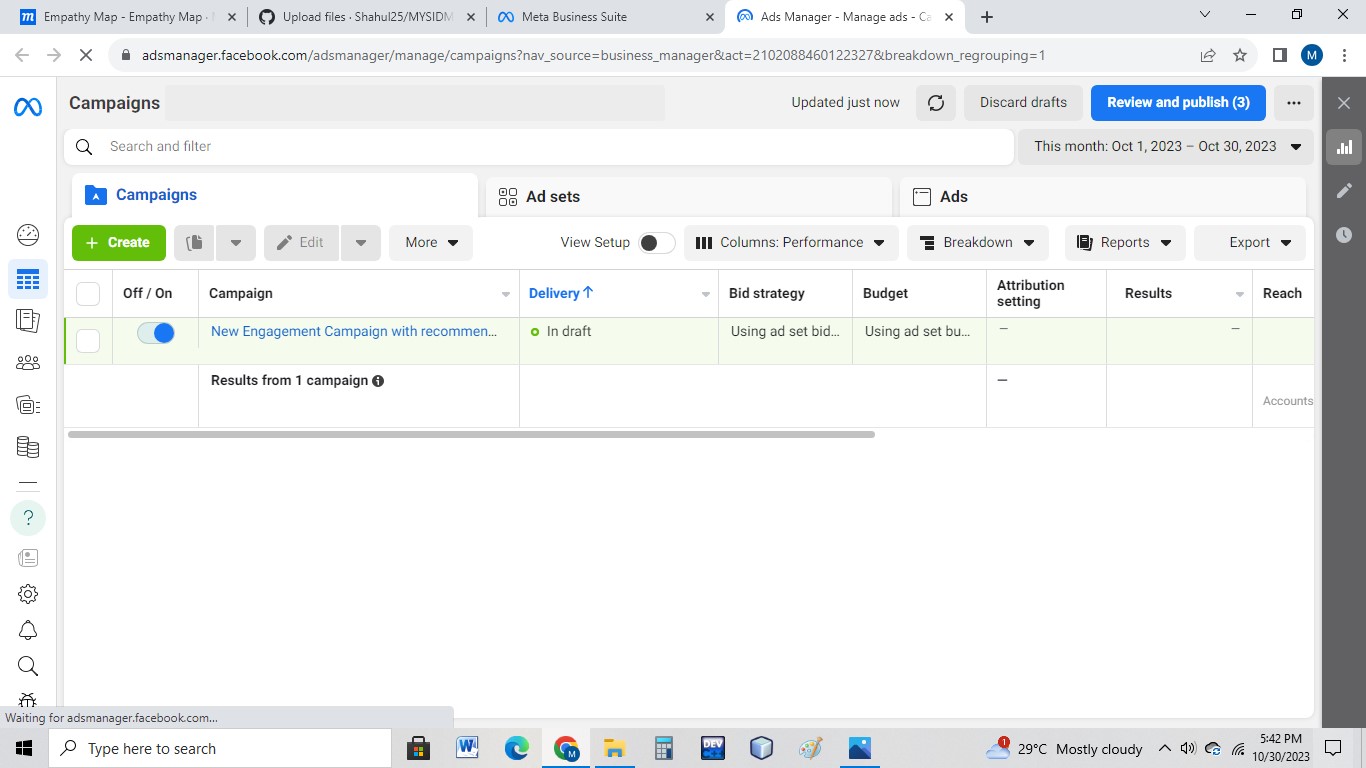 Empathy Map - Empathy Map ·
Upload files · Shahul25/MYSIDM
Meta Business Suite
Ads Manager - Manage ads - Ca
adsmanager.facebook.com/adsmanager/manage/campaigns?nav_source=business_manager&act=2102088460122327&breakdown_regrouping=1
M
Campaigns
Updated just now
Discard drafts
Review and publish (3)
Search and filter
This month: Oct 1, 2023 – Oct 30, 2023
Campaigns
Ad sets
Ads
+ Create
Edit
More
View Setup
Columns: Performance
Breakdown
Reports
Export
Off / On
Campaign
Delivery ↑
Bid strategy
Budget
Attribution
setting
Results
Reach
New Engagement Campaign with recommen...
In draft
Using ad set bid...
Using ad set bu...
—
—
Results from 1 campaign
—
Accounts
Waiting for adsmanager.facebook.com...
Type here to search
W
M
DEV
1
29°C Mostly cloudy
5:42 PM
10/30/2023